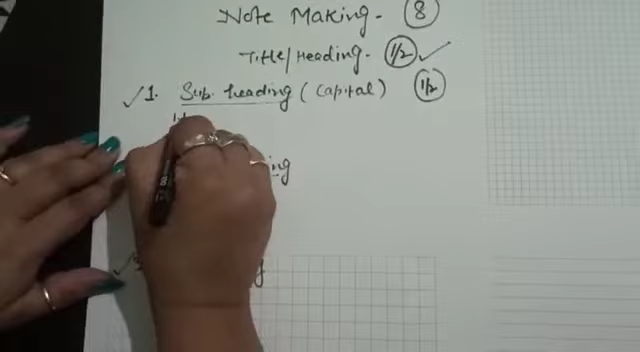 Note Making - 8
Title/Heading - 1/2 ✓
✓ 1. Sub. heading (Capital) 1/2